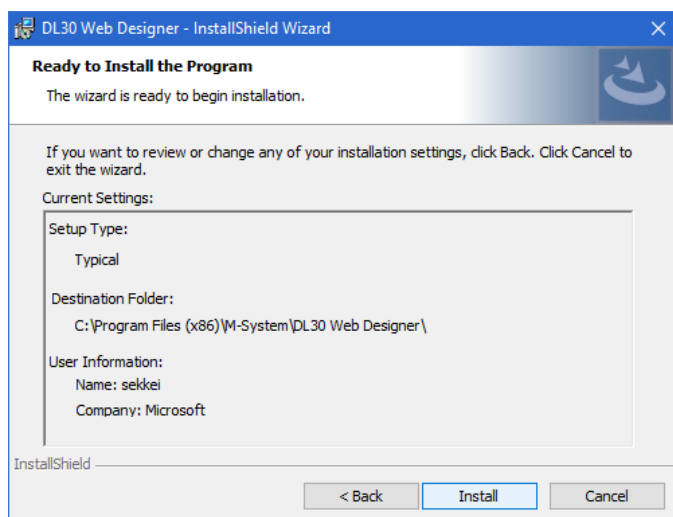 DL30 Web Designer - InstallShield Wizard
Ready to Install the Program
The wizard is ready to begin installation.
If you want to review or change any of your installation settings, click Back. Click Cancel to
exit the wizard.
Current Settings:
Setup Type:
Typical
Destination Folder:
C:\Program Files (x86)\M-System\DL30 Web Designer\
User Information:
Name: sekkei
Company: Microsoft
InstallShield
< Back
Install
Cancel